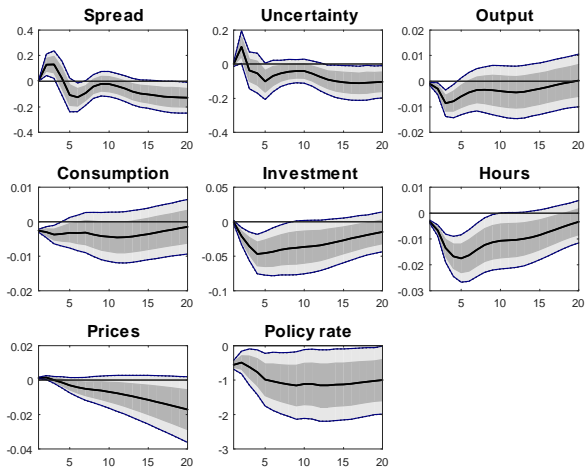 Spread
Uncertainty
Output
0.4
0.2
0
-0.2
-0.4
5 10 15 20
0.2
0
-0.2
-0.4
5 10 15 20
0.02
0.01
0
-0.01
-0.02
5 10 15 20
Consumption
Investment
Hours
0.01
0
-0.01
-0.02
5 10 15 20
0.05
0
-0.05
-0.1
5 10 15 20
0.01
0
-0.01
-0.02
-0.03
5 10 15 20
Prices
Policy rate
0.02
0
-0.02
-0.04
5 10 15 20
0
-1
-2
-3
5 10 15 20